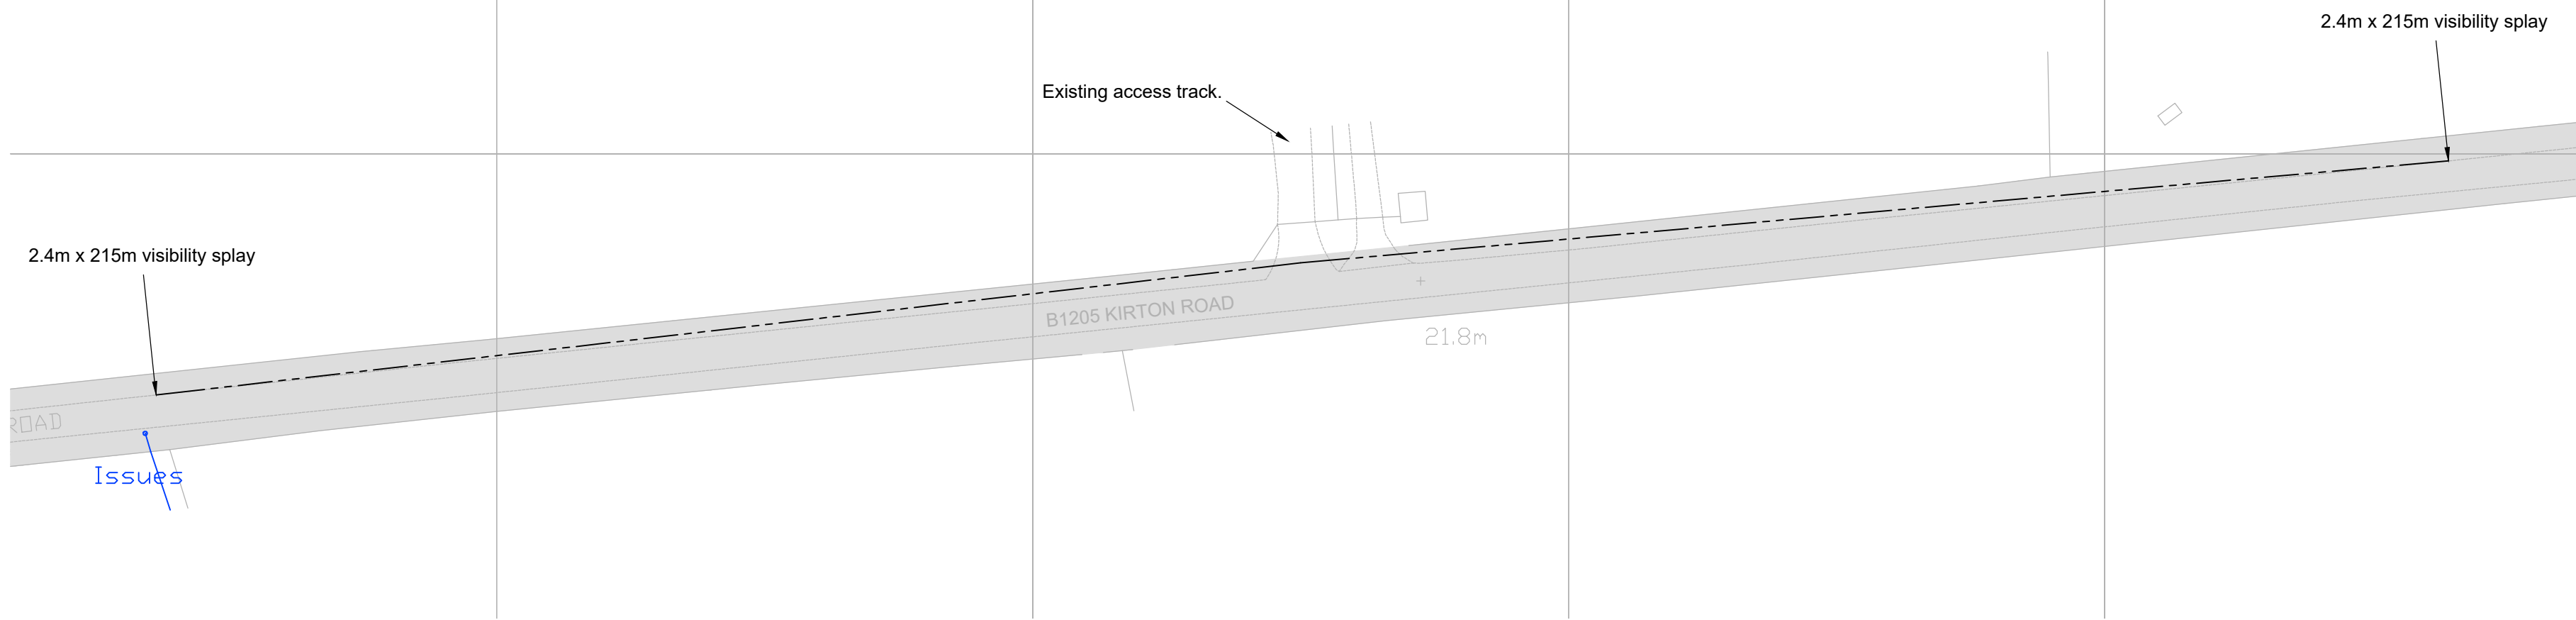 2.4m x 215m visibility splay
Existing access track.
2.4m x 215m visibility splay
B1205 KIRTON ROAD
21.8m
ROAD
Issues